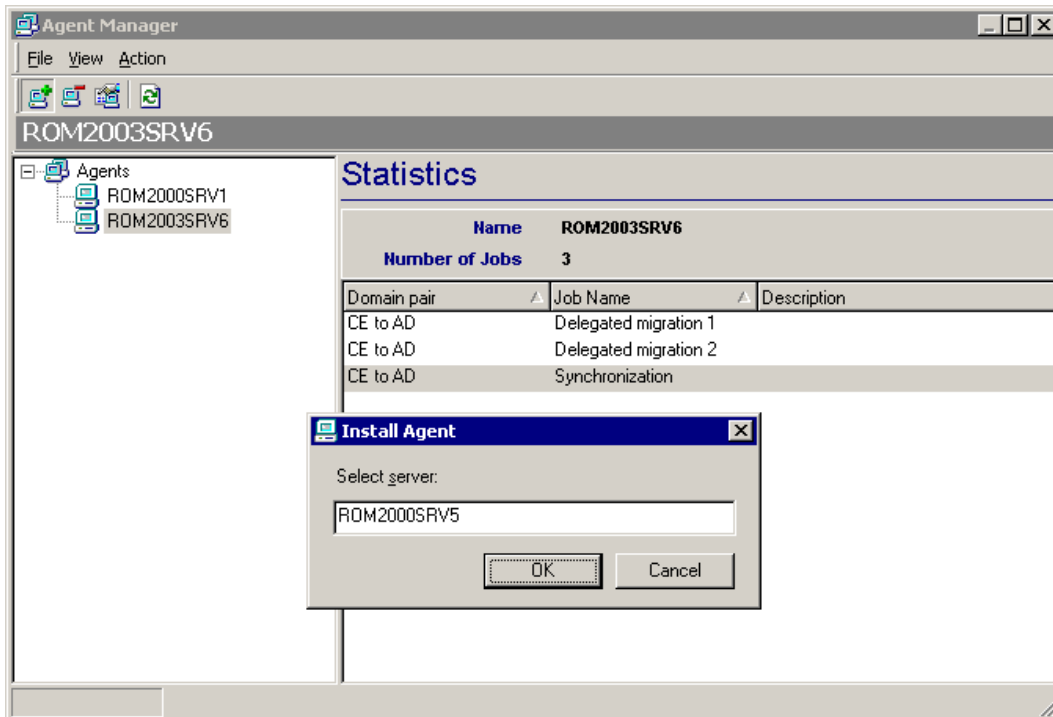 Agent Manager
File View Action
ROM2003SRV6
Agents
ROM2000SRV1
ROM2003SRV6
Statistics
Name ROM2003SRV6
Number of Jobs 3
Domain pair Job Name Description
CE to AD Delegated migration 1
CE to AD Delegated migration 2
CE to AD Synchronization
Install Agent
Select server:
ROM2000SRV5
OK Cancel